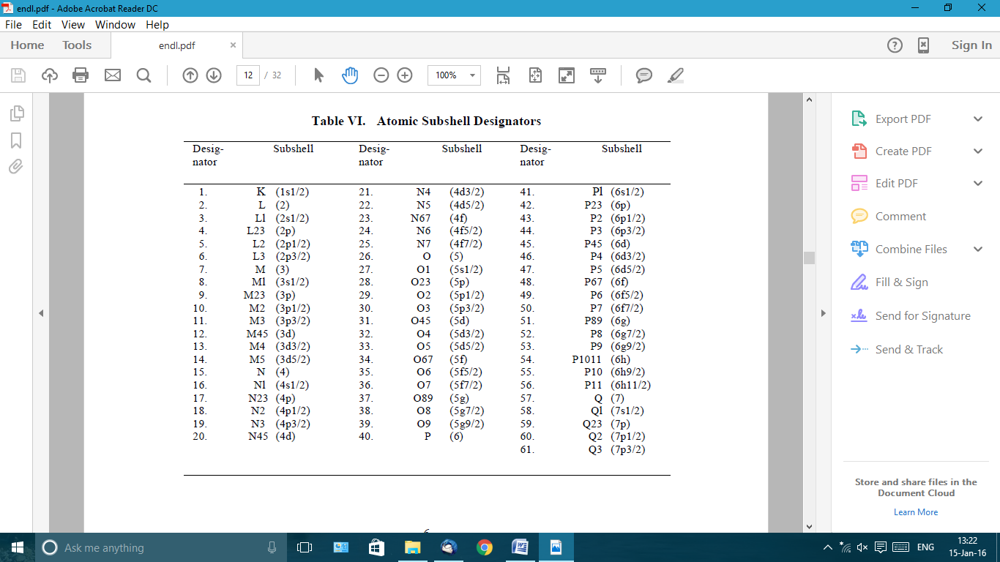 endl.pdf - Adobe Acrobat Reader DC
File Edit View Window Help
Home Tools endl.pdf × ? Sign In
12 / 32 100%
Table VI. Atomic Subshell Designators
Desig- Subshell Desig- Subshell Desig- Subshell
nator nator nator
1. K (1s1/2) 21. N4 (4d3/2) 41. Pl (6s1/2)
2. L (2) 22. N5 (4d5/2) 42. P23 (6p)
3. Ll (2s1/2) 23. N67 (4f) 43. P2 (6p1/2)
4. L23 (2p) 24. N6 (4f5/2) 44. P3 (6p3/2)
5. L2 (2p1/2) 25. N7 (4f7/2) 45. P45 (6d)
6. L3 (2p3/2) 26. O (5) 46. P4 (6d3/2)
7. M (3) 27. O1 (5s1/2) 47. P5 (6d5/2)
8. Ml (3s1/2) 28. O23 (5p) 48. P67 (6f)
9. M23 (3p) 29. O2 (5p1/2) 49. P6 (6f5/2)
10. M2 (3p1/2) 30. O3 (5p3/2) 50. P7 (6f7/2)
11. M3 (3p3/2) 31. O45 (5d) 51. P89 (6g)
12. M45 (3d) 32. O4 (5d3/2) 52. P8 (6g7/2)
13. M4 (3d3/2) 33. O5 (5d5/2) 53. P9 (6g9/2)
14. M5 (3d5/2) 34. O67 (5f) 54. P1011 (6h)
15. N (4) 35. O6 (5f5/2) 55. P10 (6h9/2)
16. Nl (4s1/2) 36. O7 (5f7/2) 56. P11 (6h11/2)
17. N23 (4p) 37. O89 (5g) 57. Q (7)
18. N2 (4p1/2) 38. O8 (5g7/2) 58. Ql (7s1/2)
19. N3 (4p3/2) 39. O9 (5g9/2) 59. Q23 (7p)
20. N45 (4d) 40. P (6) 60. Q2 (7p1/2)
61. Q3 (7p3/2)
Export PDF
Create PDF
Edit PDF
Comment
Combine Files
Fill & Sign
Send for Signature
Send & Track
Store and share files in the
Document Cloud
Learn More
Ask me anything
ENG
13:22
15-Jan-16